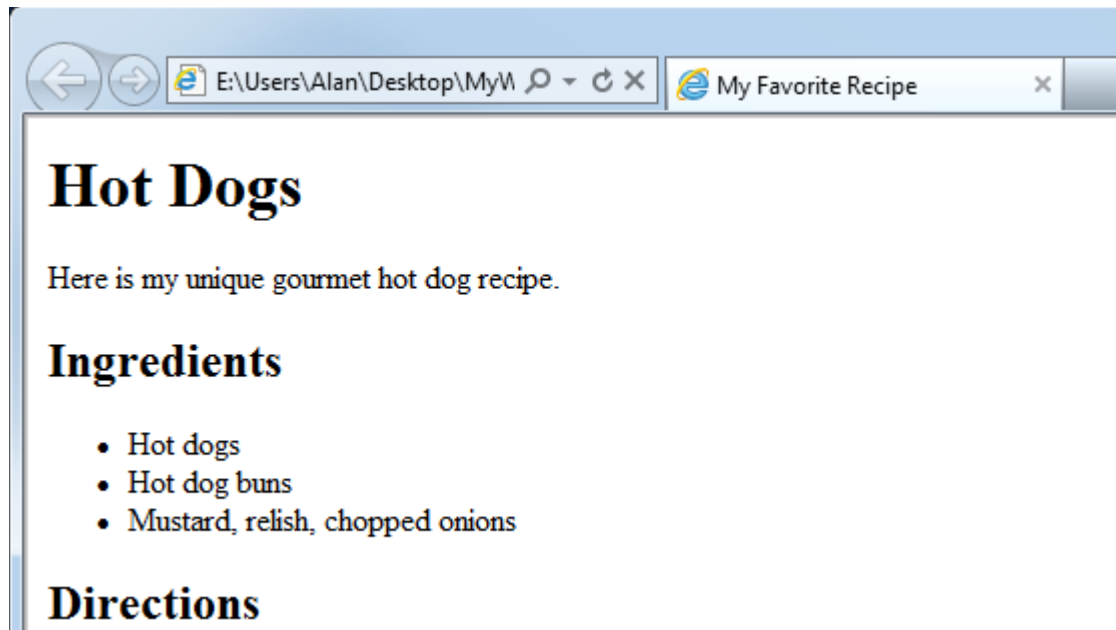 E:\Users\Alan\Desktop\MyW
My Favorite Recipe
Hot Dogs
Here is my unique gourmet hot dog recipe.
Ingredients
• Hot dogs
• Hot dog buns
• Mustard, relish, chopped onions
Directions